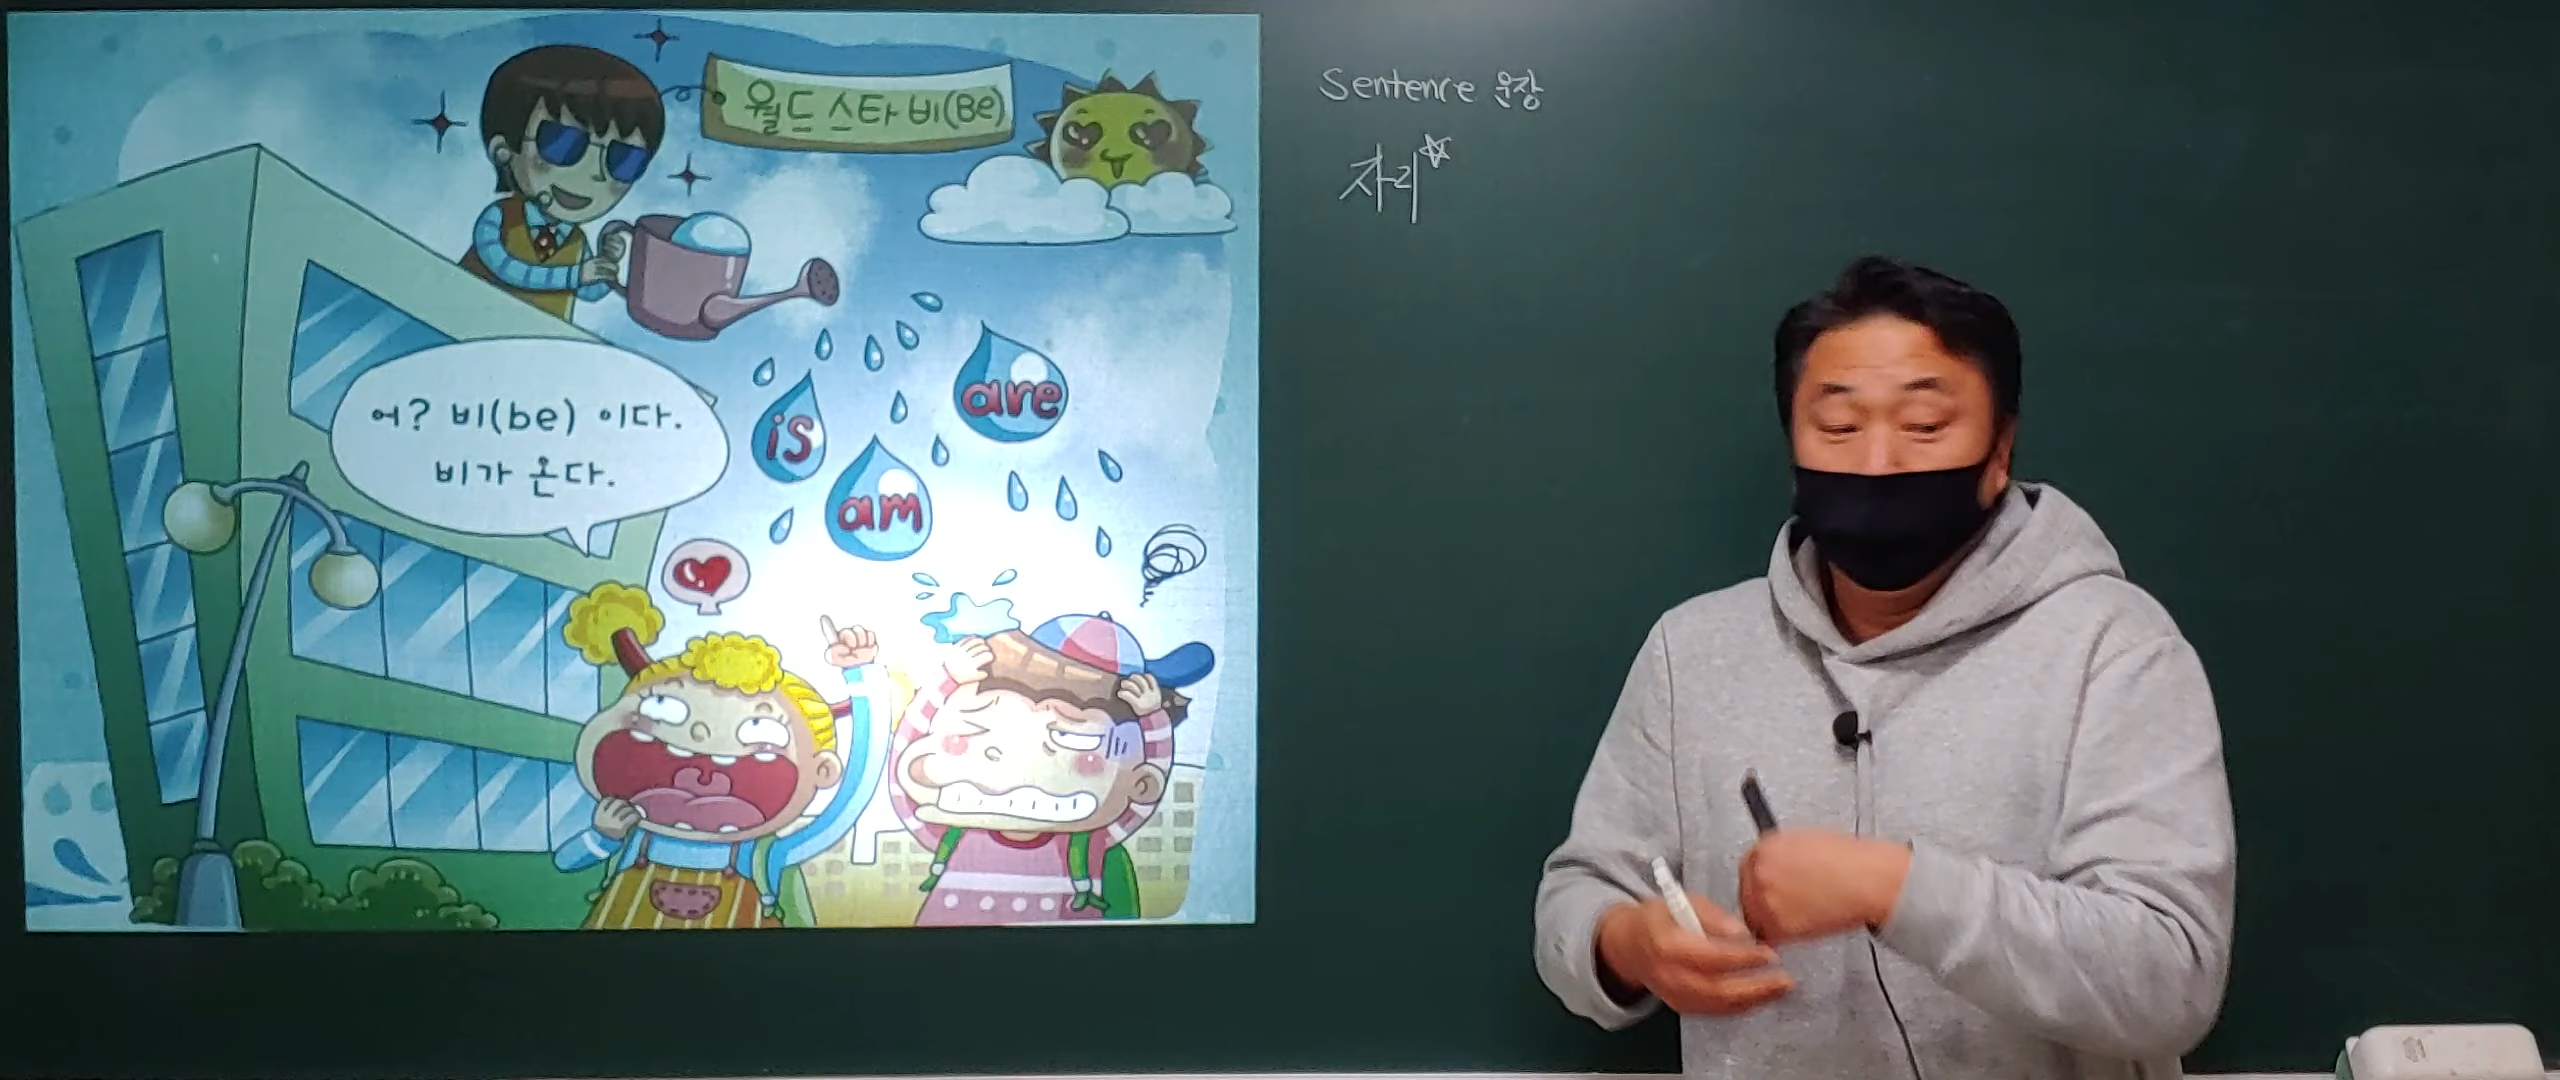 월드 스타 비(Be)
어? 비(be) 이다.
비가 온다.
is
are
am
Sentence 문장
자리☆